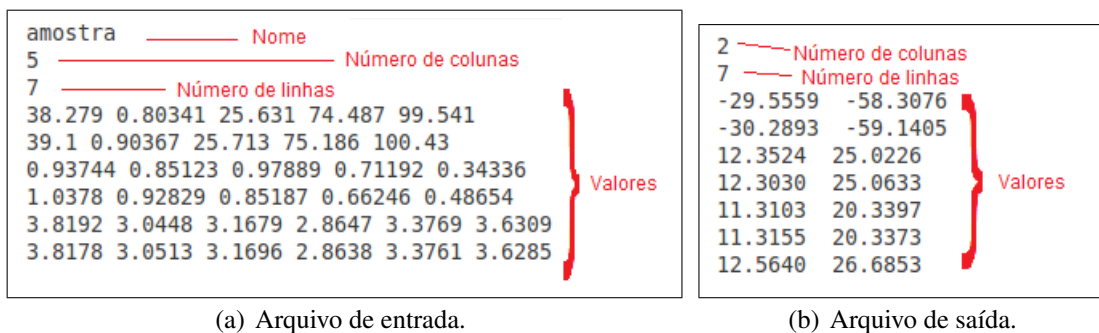 amostra Nome
5 Número de colunas
7 Número de linhas
38.279 0.80341 25.631 74.487 99.541
39.1 0.90367 25.713 75.186 100.43
0.93744 0.85123 0.97889 0.71192 0.34336
1.0378 0.92829 0.85187 0.66246 0.48654
3.8192 3.0448 3.1679 2.8647 3.3769 3.6309
3.8178 3.0513 3.1696 2.8638 3.3761 3.6285
Valores
(a) Arquivo de entrada.
2 Número de colunas
7 Número de linhas
-29.5559 -58.3076
-30.2893 -59.1405
12.3524 25.0226
12.3030 25.0633
11.3103 20.3397
11.3155 20.3373
12.5640 26.6853
Valores
(b) Arquivo de saída.